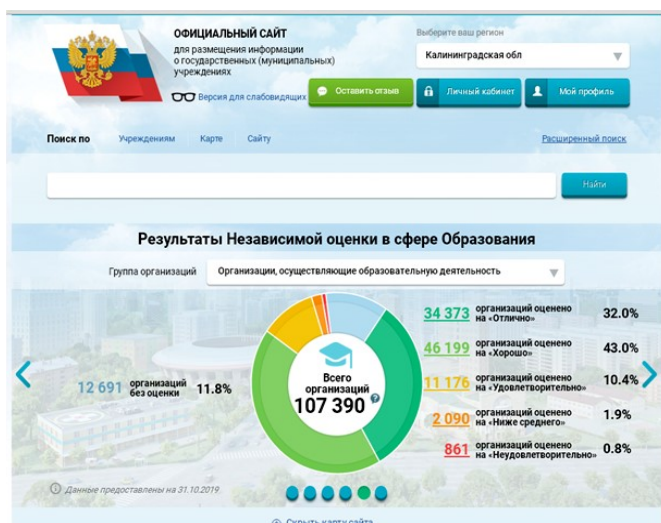 ОФИЦИАЛЬНЫЙ САЙТ
для размещения информации
о государственных (муниципальных)
учреждениях
Версия для слабовидящих
Выберите ваш регион
Калининградская обл
Оставить отзыв
Личный кабинет
Мой профиль
Поиск по
Учреждениям
Карте
Сайту
Расширенный поиск
Найти
Результаты Независимой оценки в сфере Образования
Группа организаций
Организации, осуществляющие образовательную деятельность
12 691 организаций без оценки 11.8%
Всего
организаций
107 390 ?
34 373 организаций оценено на «Отлично» 32.0%
46 199 организаций оценено на «Хорошо» 43.0%
11 176 организаций оценено на «Удовлетворительно» 10.4%
2 090 организаций оценено на «Ниже среднего» 1.9%
861 организаций оценено на «Неудовлетворительно» 0.8%
Данные предоставлены на 31.10.2019
Скрыть карту сайта